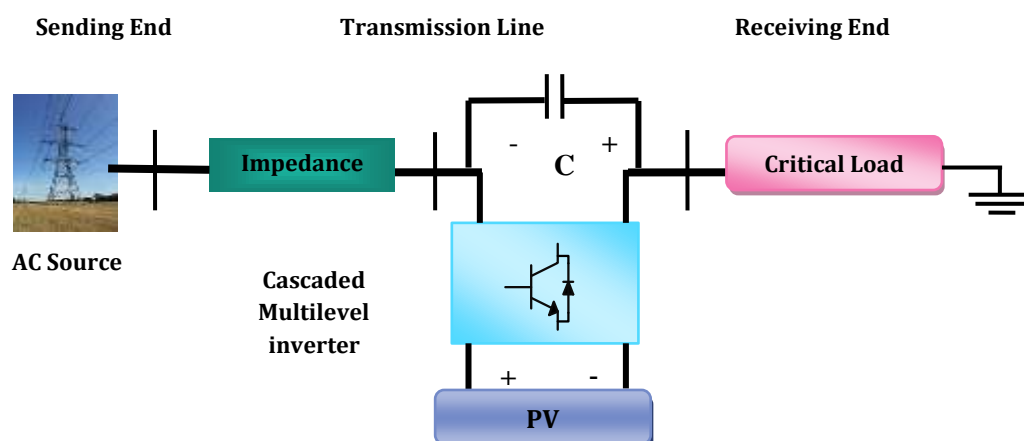 Sending End
Transmission Line
Receiving End
- +
C
Impedance
Critical Load
AC Source
Cascaded
Multilevel
inverter
+ -
PV